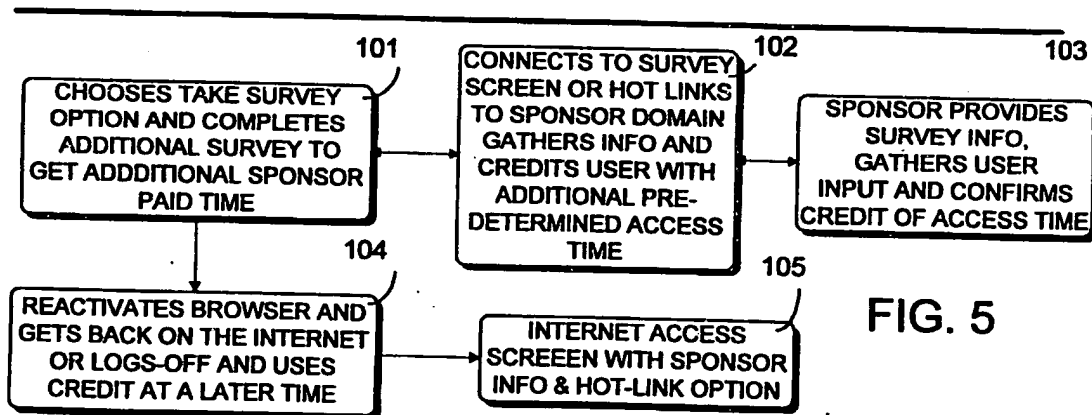 101
CHOOSES TAKE SURVEY
OPTION AND COMPLETES
ADDITIONAL SURVEY TO
GET ADDDITIONAL SPONSOR
PAID TIME
102
CONNECTS TO SURVEY
SCREEN OR HOT LINKS
TO SPONSOR DOMAIN
GATHERS INFO AND
CREDITS USER WITH
ADDITIONAL PRE-
DETERMINED ACCESS
TIME
103
SPONSOR PROVIDES
SURVEY INFO,
GATHERS USER
INPUT AND CONFIRMS
CREDIT OF ACCESS TIME
104
REACTIVATES BROWSER AND
GETS BACK ON THE INTERNET
OR LOGS-OFF AND USES
CREDIT AT A LATER TIME
105
INTERNET ACCESS
SCREEEN WITH SPONSOR
INFO & HOT-LINK OPTION
FIG. 5